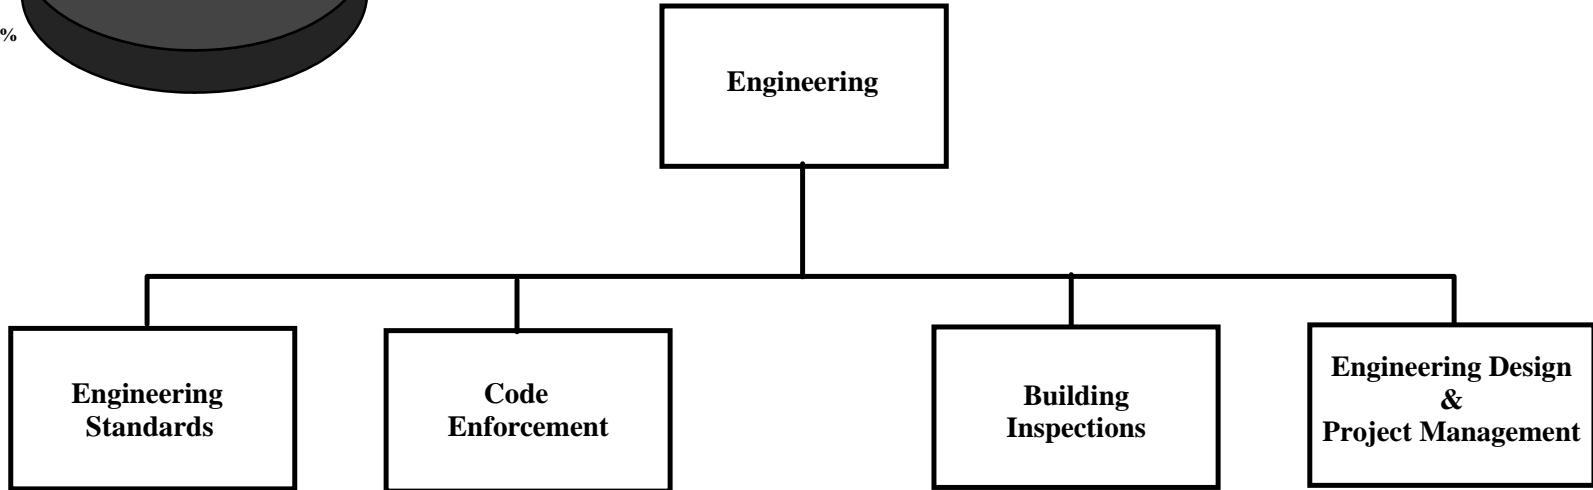 %
Engineering
Engineering
Standards
Code
Enforcement
Building
Inspections
Engineering Design
&
Project Management